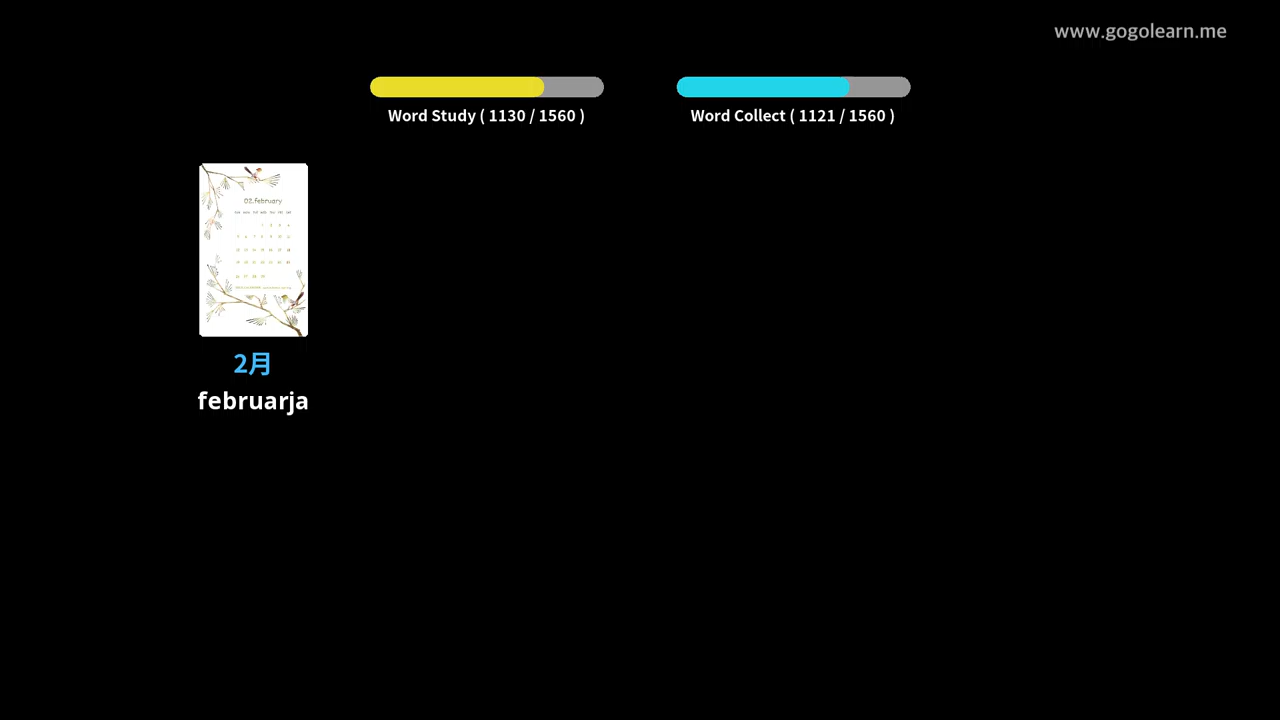 www.gogolearn.me
Word Study ( 1130 / 1560 )
Word Collect ( 1121 / 1560 )
02.february
2月
februarja